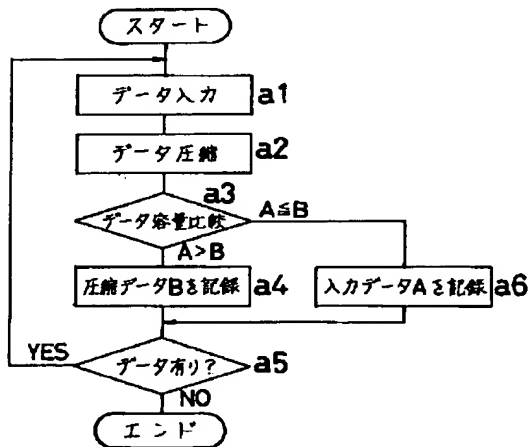 スタート
データ入力 a1
データ圧縮 a2
a3
データ容量比較 A≦B
A>B
圧縮データBを記録 a4
入力データAを記録 a6
YES
データ有り? a5
NO
エンド